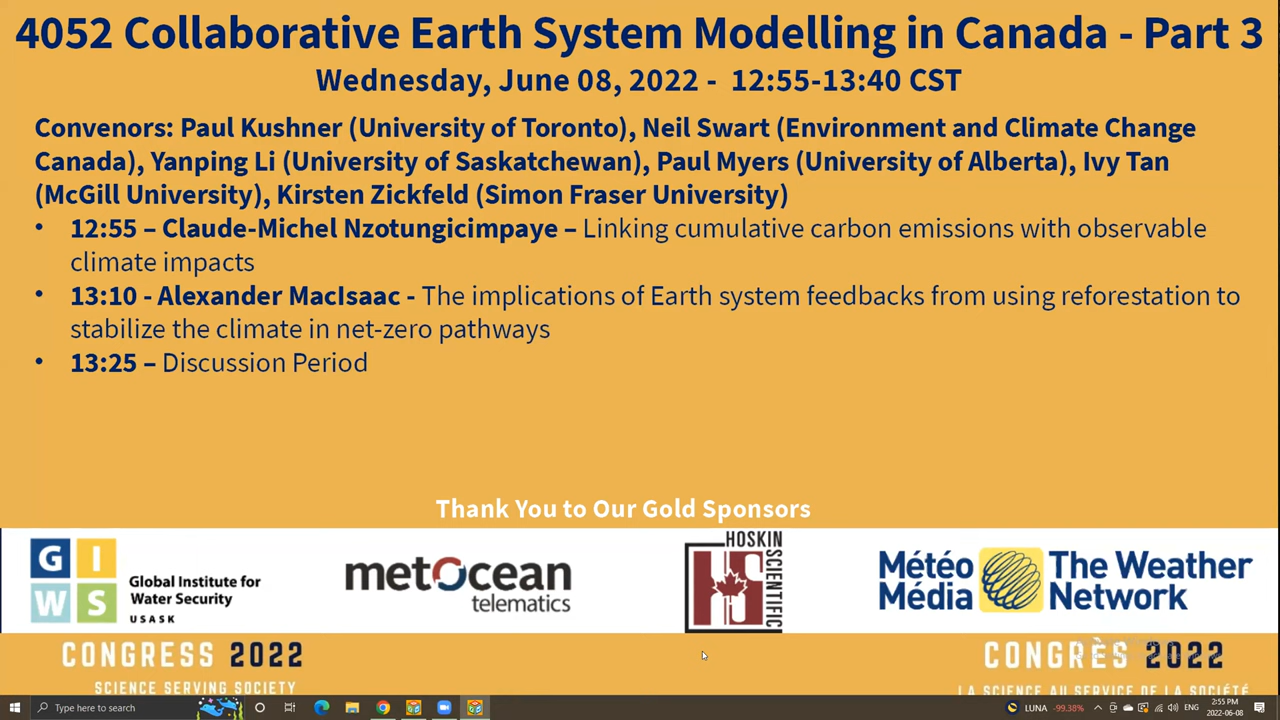 4052 Collaborative Earth System Modelling in Canada - Part 3
Wednesday, June 08, 2022 - 12:55-13:40 CST
Convenors: Paul Kushner (University of Toronto), Neil Swart (Environment and Climate Change
Canada), Yanping Li (University of Saskatchewan), Paul Myers (University of Alberta), Ivy Tan
(McGill University), Kirsten Zickfeld (Simon Fraser University)
• 12:55 – Claude-Michel Nzotungicimpaye – Linking cumulative carbon emissions with observable
climate impacts
• 13:10 - Alexander MacIsaac - The implications of Earth system feedbacks from using reforestation to
stabilize the climate in net-zero pathways
• 13:25 – Discussion Period
Thank You to Our Gold Sponsors
G I
W S
Global Institute for
Water Security
USASK
metOcean
telematics
HOSKIN
SCIENTIFIC
HS
Météo
Média
The Weather
Network
CONGRESS 2022
SCIENCE SERVING SOCIETY
CONGRÈS 2022
LA SCIENCE AU SERVICE DE LA SOCIÉTÉ
Type here to search
LUNA -99.38%
ENG
2:55 PM
2022-06-08